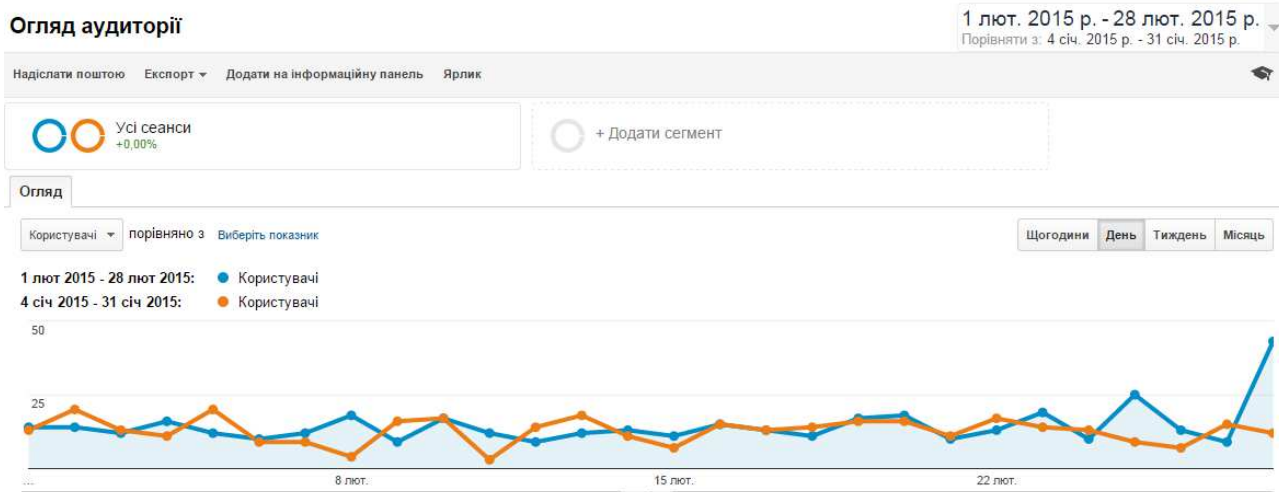 Огляд аудиторії
1 лют. 2015 р. - 28 лют. 2015 р.
Порівняти з: 4 січ. 2015 р. - 31 січ. 2015 р.
Надіслати поштою Експорт Додати на інформаційну панель Ярлик
Усі сеанси
+0,00%
+ Додати сегмент
Огляд
Користувачі порівняно з Виберіть показник
Щогодини День Тиждень Місяць
1 лют 2015 - 28 лют 2015: Користувачі
4 січ 2015 - 31 січ 2015: Користувачі
50
25
... 8 лют. 15 лют. 22 лют.